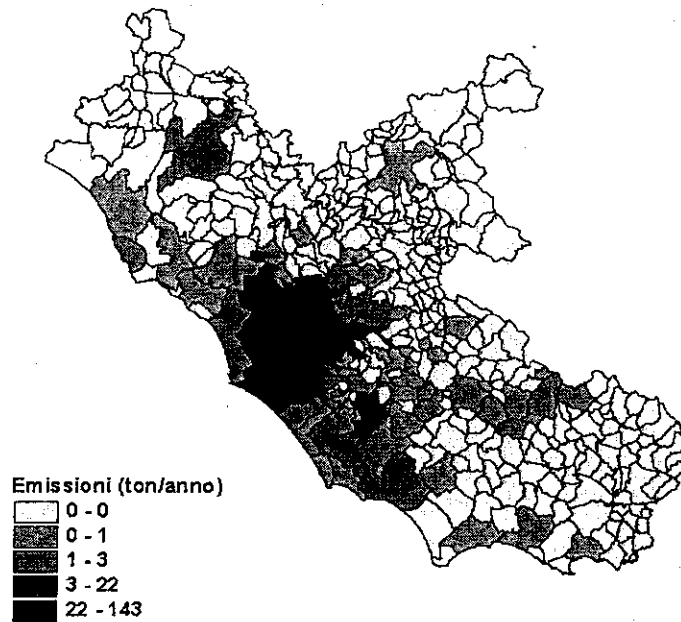 Emissioni (ton/anno)
0 - 0
0 - 1
1 - 3
3 - 22
22 - 143